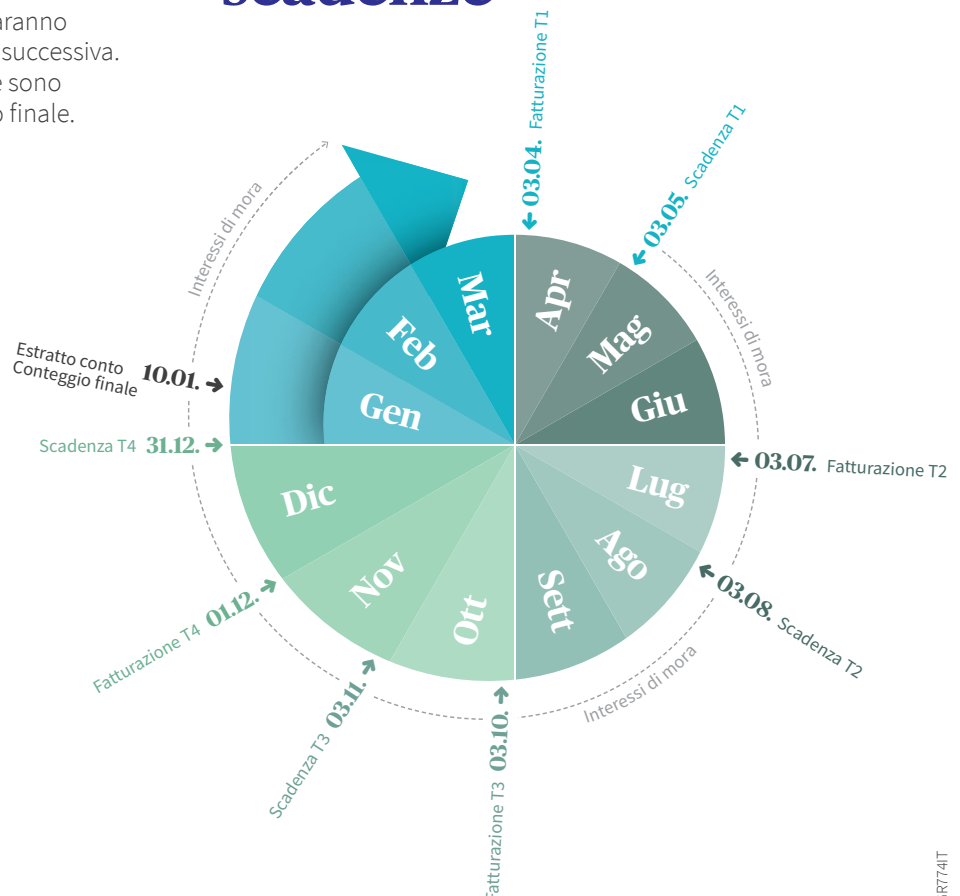 scadenze
successiva.
sono
finale.
03.04. Fatturazione T1
03.05. Scadenza T1
Interessi di mora
Interessi di mora
Mar
Apr
Feb
Mag
Gen
Giu
Estratto conto
Conteggio finale
10.01.
Scadenza T4 31.12.
03.07. Fatturazione T2
Dic
Lug
Nov
Ago
Ott
Sett
Fatturazione T4 01.12.
03.08. Scadenza T2
Scadenza T3 03.11.
Interessi di mora
Fatturazione T3 03.10.